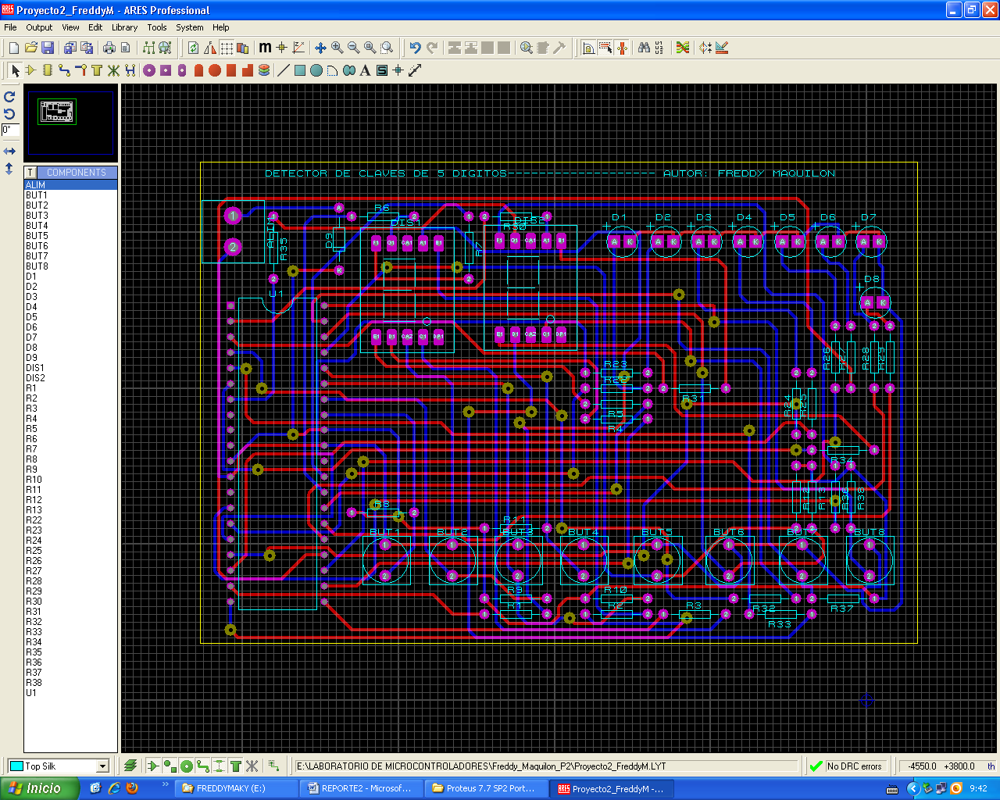 Proyecto2_FreddyM - ARES Professional
File Output View Edit Library Tools System Help
0°
T COMPONENTS
ALIM
BUT1
BUT2
BUT3
BUT4
BUT5
BUT6
BUT7
BUT8
D1
D2
D3
D4
D5
D6
D7
D8
D9
DIS1
DIS2
R1
R2
R3
R4
R5
R6
R7
R8
R9
R10
R11
R12
R13
R22
R23
R24
R25
R26
R27
R28
R29
R30
R31
R32
R33
R34
R35
R36
R37
R38
U1
DETECTOR DE CLAVES DE 5 DIGITOS------------------- AUTOR: FREDDY MAQUILON
R6
DIS1
DIS2
R30
D1 D2 D3 D4 D5 D6 D7
ALIM
R35
D9
R7
D8
U1
R26
R27
R28
R29
R23
R31
R24
R25
R5
R4
R34
R12
R13
R36
R38
R8
R11
BUT1 BUT2 BUT3 BUT4 BUT5 BUT6 BUT7 BUT8
R9 R10
R1 R2 R3 R32 R37
R33
Top Silk
E:\LABORATORIO DE MICROCONTROLADORES\Freddy_Maquilon_P2\Proyecto2_FreddyM.LYT
No DRC errors
-4550.0 +3800.0 th
Inicio
FREDDYMAKY (E:)
REPORTE2 - Microsof...
Proteus 7.7 SP2 Port...
Proyecto2_FreddyM -...
9:42